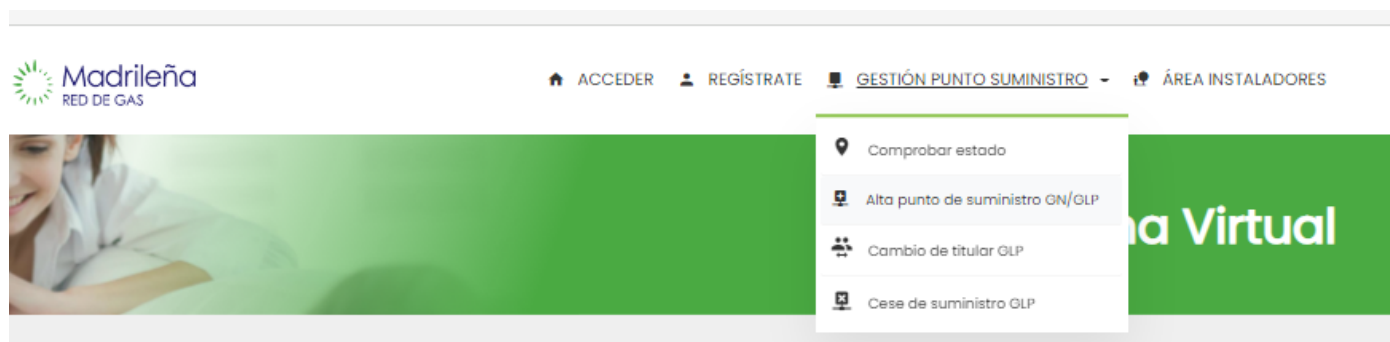 Madrileña
RED DE GAS
ACCEDER REGÍSTRATE GESTIÓN PUNTO SUMINISTRO ÁREA INSTALADORES
Comprobar estado
Alta punto de suministro GN/GLP
Cambio de titular GLP
Cese de suministro GLP
Virtual